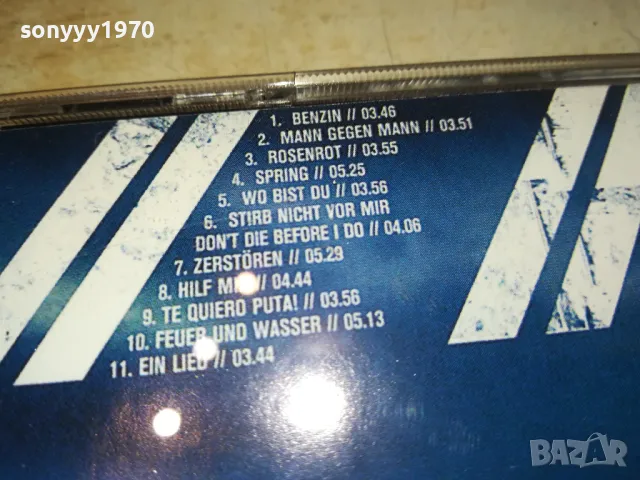 sonyyy1970
1. BENZIN // 03.46
2. MANN GEGEN MANN // 03.51
3. ROSENROT // 03.55
4. SPRING // 05.25
5. WO BIST DU // 03.56
6. STIRB NICHT VOR MIR
DON'T DIE BEFORE I DO // 04.06
7. ZERSTÖREN // 05.29
8. HILF MIR // 04.44
9. TE QUIERO PUTA! // 03.56
10. FEUER UND WASSER // 05.13
11. EIN LIED // 03.44
BAZAR